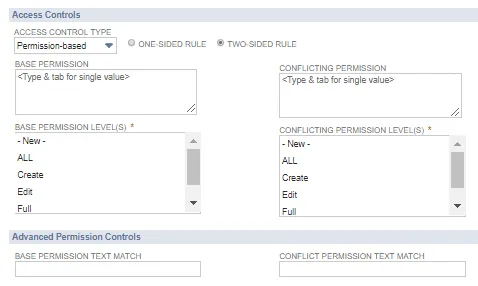 Access Controls
ACCESS CONTROL TYPE
Permission-based ONE-SIDED RULE TWO-SIDED RULE
BASE PERMISSION CONFLICTING PERMISSION
<Type & tab for single value> <Type & tab for single value>
BASE PERMISSION LEVEL(S) * CONFLICTING PERMISSION LEVEL(S) *
- New - - New -
ALL ALL
Create Create
Edit Edit
Full Full
Advanced Permission Controls
BASE PERMISSION TEXT MATCH CONFLICT PERMISSION TEXT MATCH